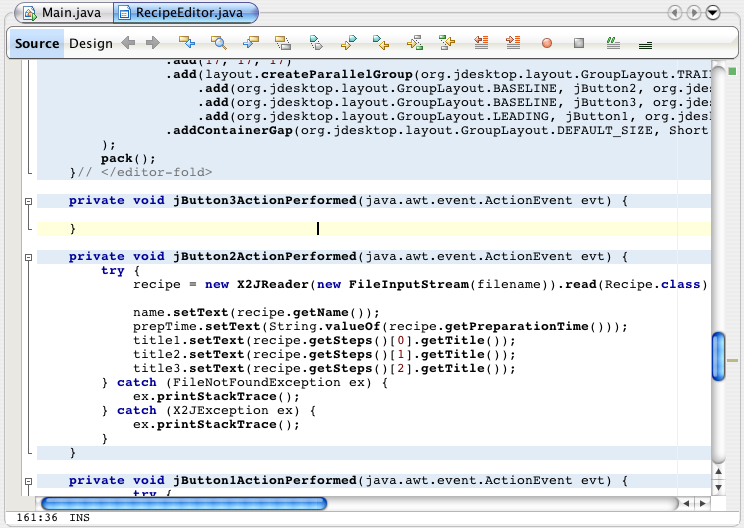 Main.java RecipeEditor.java
Source Design
.add(17, 17, 17)
.add(layout.createParallelGroup(org.jdesktop.layout.GroupLayout.TRAI
.add(org.jdesktop.layout.GroupLayout.BASELINE, jButton2, org.jdes
.add(org.jdesktop.layout.GroupLayout.BASELINE, jButton3, org.jdes
.add(org.jdesktop.layout.GroupLayout.LEADING, jButton1, org.jdesk
.addContainerGap(org.jdesktop.layout.GroupLayout.DEFAULT_SIZE, Short
);
pack();
}// </editor-fold>
private void jButton3ActionPerformed(java.awt.event.ActionEvent evt) {
}
private void jButton2ActionPerformed(java.awt.event.ActionEvent evt) {
try {
recipe = new X2JReader(new FileInputStream(filename)).read(Recipe.class)
name.setText(recipe.getName());
prepTime.setText(String.valueOf(recipe.getPreparationTime()));
title1.setText(recipe.getSteps()[0].getTitle());
title2.setText(recipe.getSteps()[1].getTitle());
title3.setText(recipe.getSteps()[2].getTitle());
} catch (FileNotFoundException ex) {
ex.printStackTrace();
} catch (X2JException ex) {
ex.printStackTrace();
}
}
private void jButton1ActionPerformed(java.awt.event.ActionEvent evt) {
try {
161:36 INS